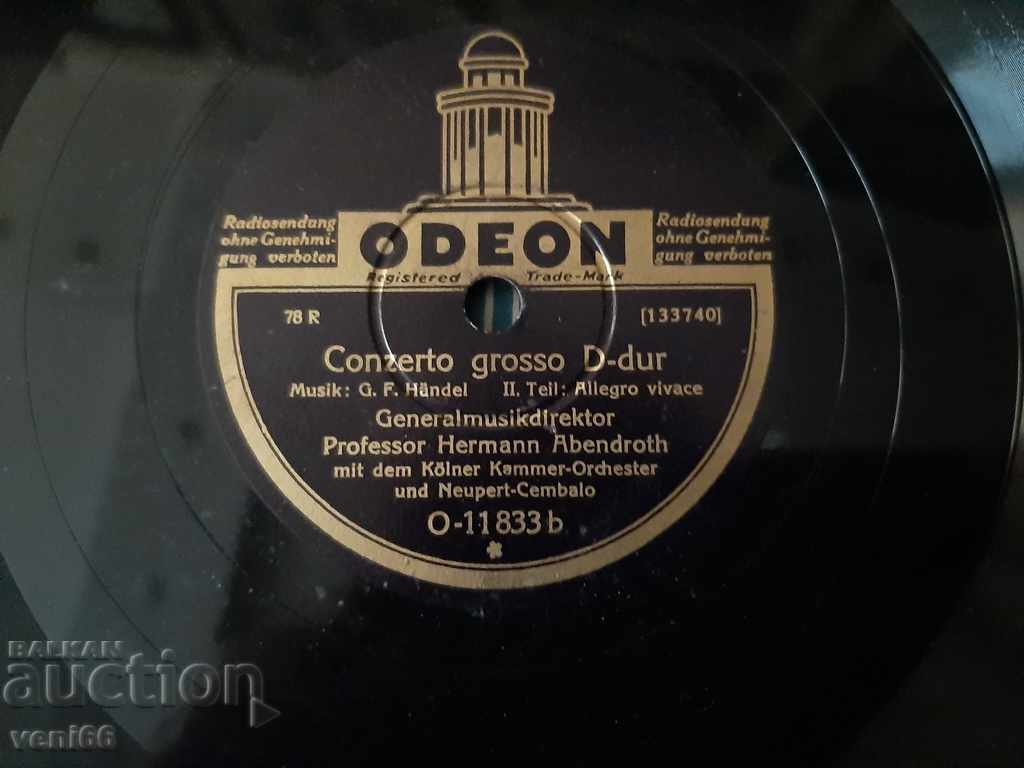 Radiosendung
ohne Genehmi-
gung verboten
ODEON
Radiosendung
ohne Genehmi-
gung verboten
Registered Trade-Mark
78 R [133740]
Conzerto grosso D-dur
Musik: G. F. Händel II. Teil: Allegro vivace
Generalmusikdirektor
Professor Hermann Abendroth
mit dem Kölner Kammer-Orchester
und Neupert-Cembalo
O-11833b
BALKAN
auction
veni66